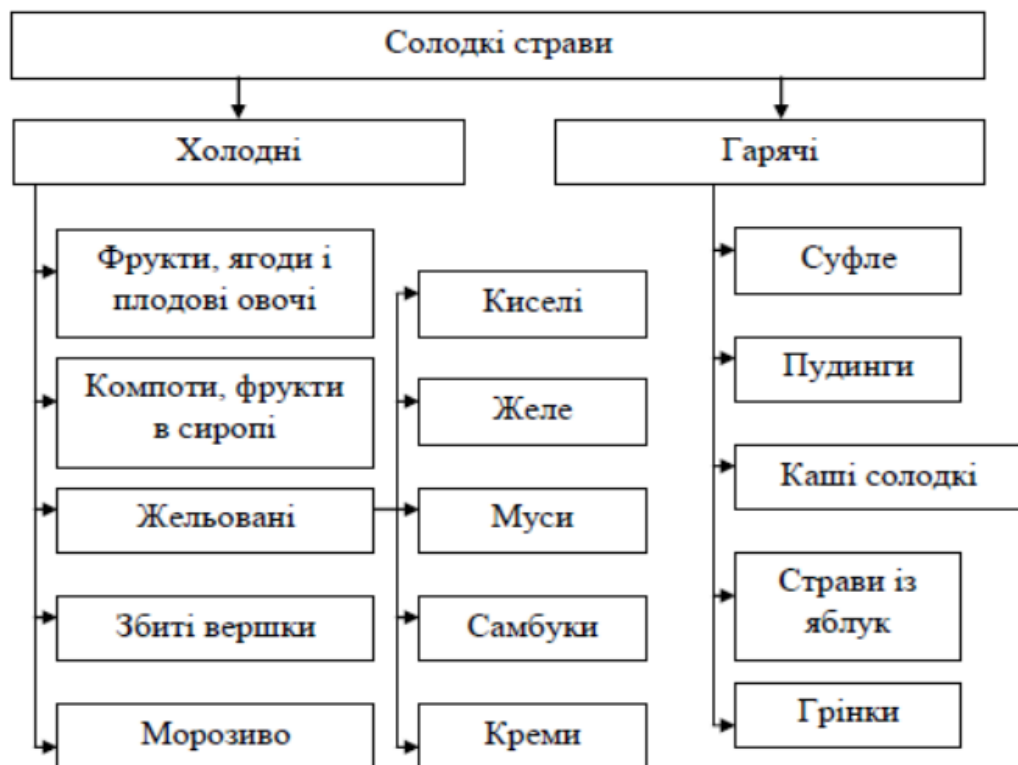 Солодкі страви
Холодні
Гарячі
Фрукти, ягоди і
плодові овочі
Компоти, фрукти
в сиропі
Жельовані
Збиті вершки
Морозиво
Киселі
Желе
Муси
Самбуки
Креми
Суфле
Пудинги
Каші солодкі
Страви із
яблук
Грінки